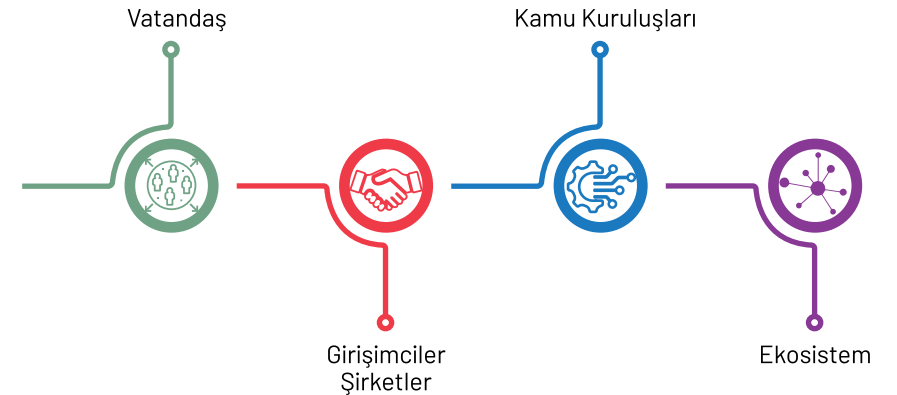 Vatandaş
Kamu Kuruluşları
Girişimciler
Şirketler
Ekosistem